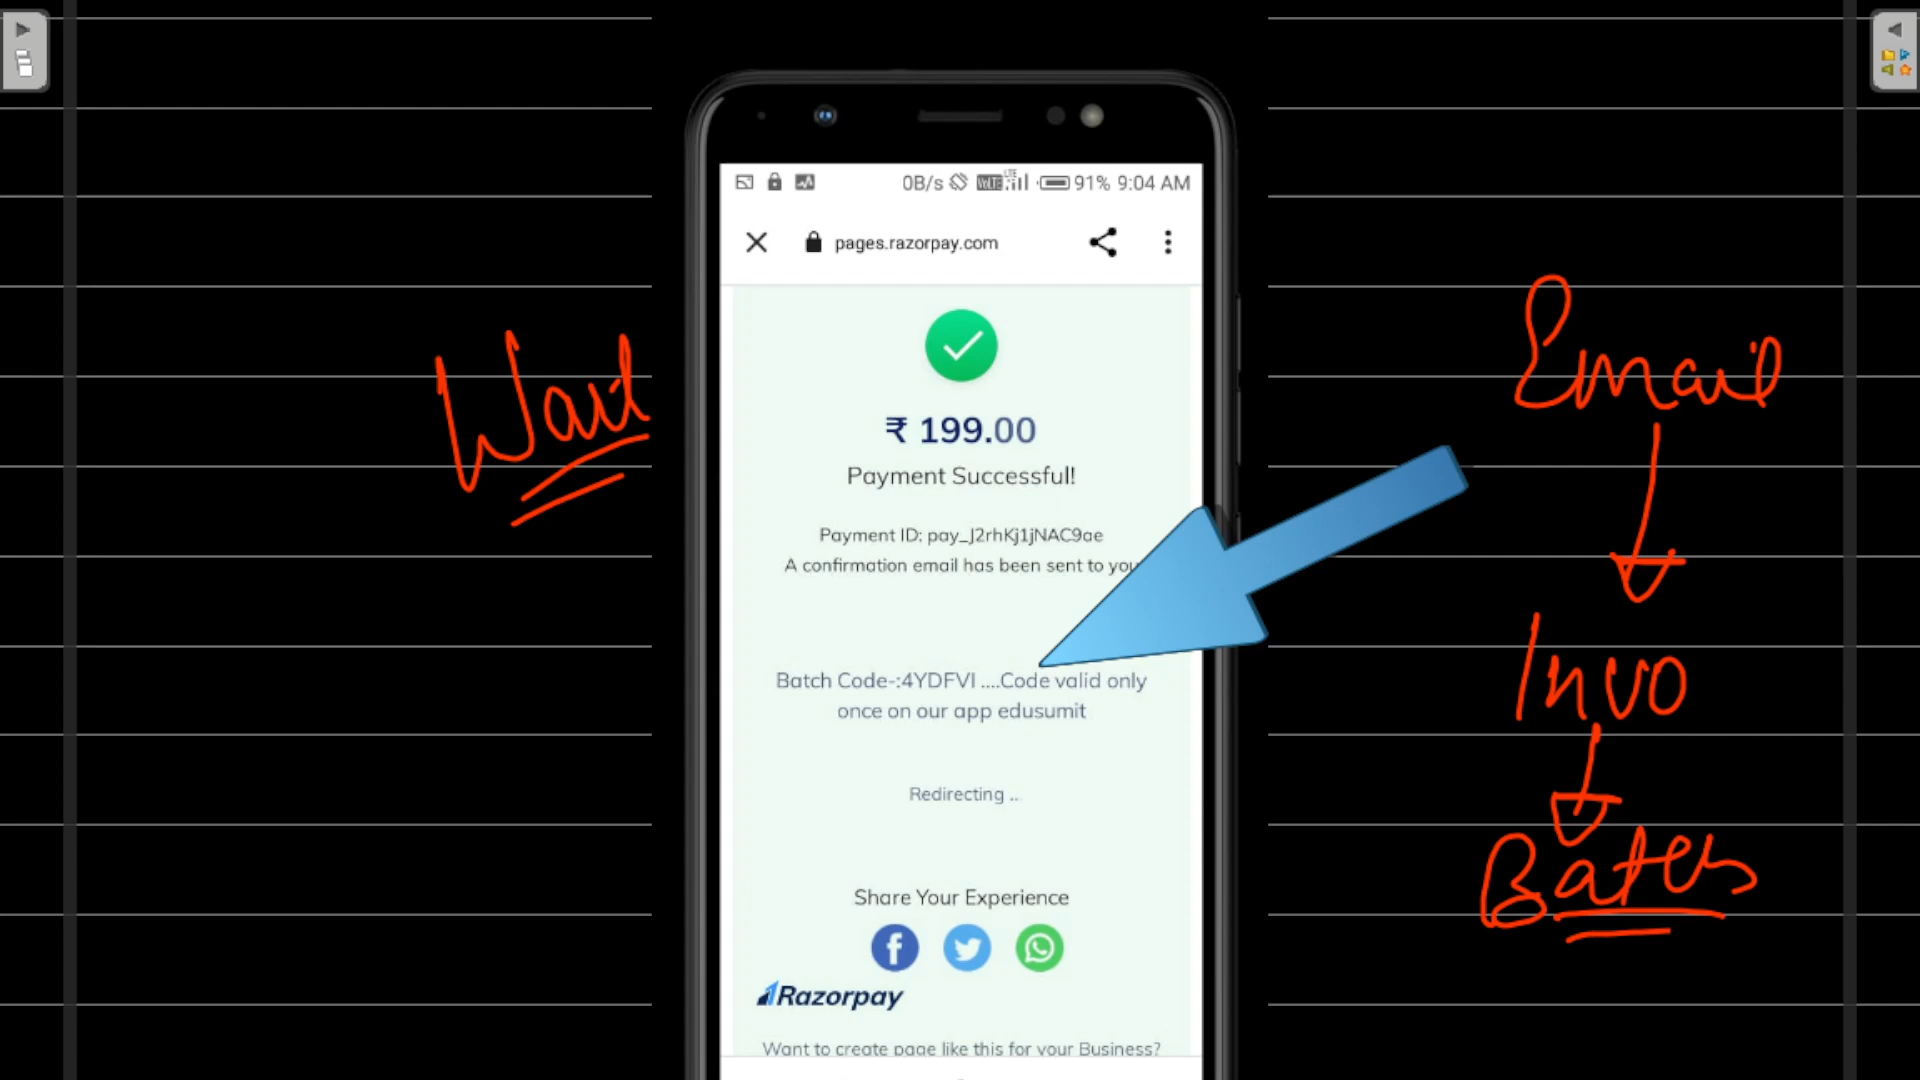 0B/s VoLTE LTE 91% 9:04 AM
pages.razorpay.com
₹ 199.00
Payment Successful!
Payment ID: pay_J2rhKj1jNAC9ae
A confirmation email has been sent to you
Batch Code-:4YDFVI ....Code valid only
once on our app edusumit
Redirecting ..
Share Your Experience
Razorpay
Want to create page like this for your Business?
Wait
Email
Invo